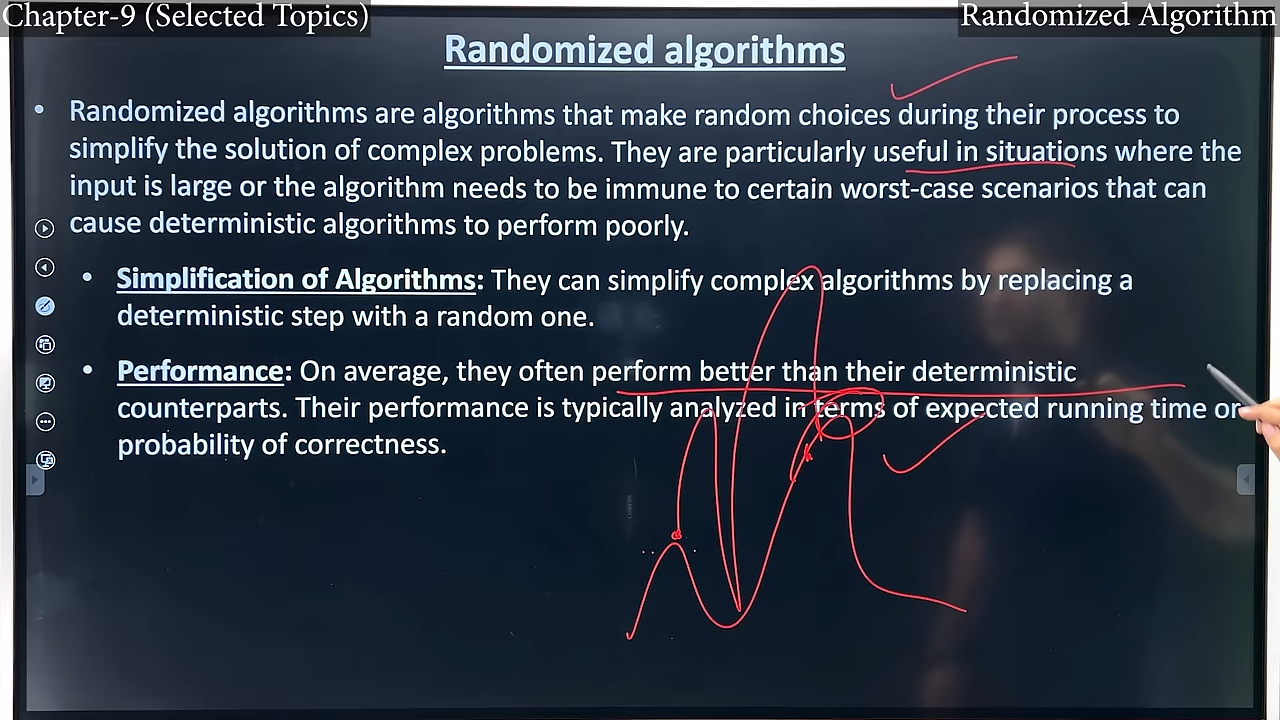 Chapter-9 (Selected Topics)
Randomized Algorithm
Randomized algorithms
• Randomized algorithms are algorithms that make random choices during their process to
simplify the solution of complex problems. They are particularly useful in situations where the
input is large or the algorithm needs to be immune to certain worst-case scenarios that can
cause deterministic algorithms to perform poorly.
• Simplification of Algorithms: They can simplify complex algorithms by replacing a
deterministic step with a random one.
• Performance: On average, they often perform better than their deterministic
counterparts. Their performance is typically analyzed in terms of expected running time or
probability of correctness.